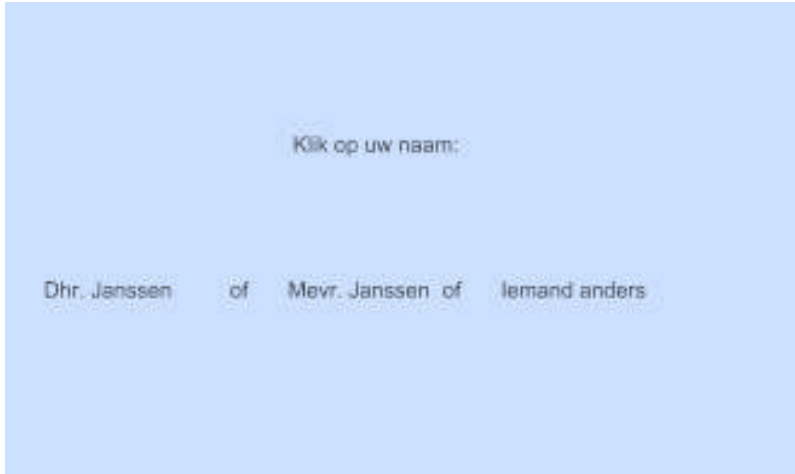 Klik op uw naam:
Dhr. Janssen of Mevr. Janssen of Iemand anders